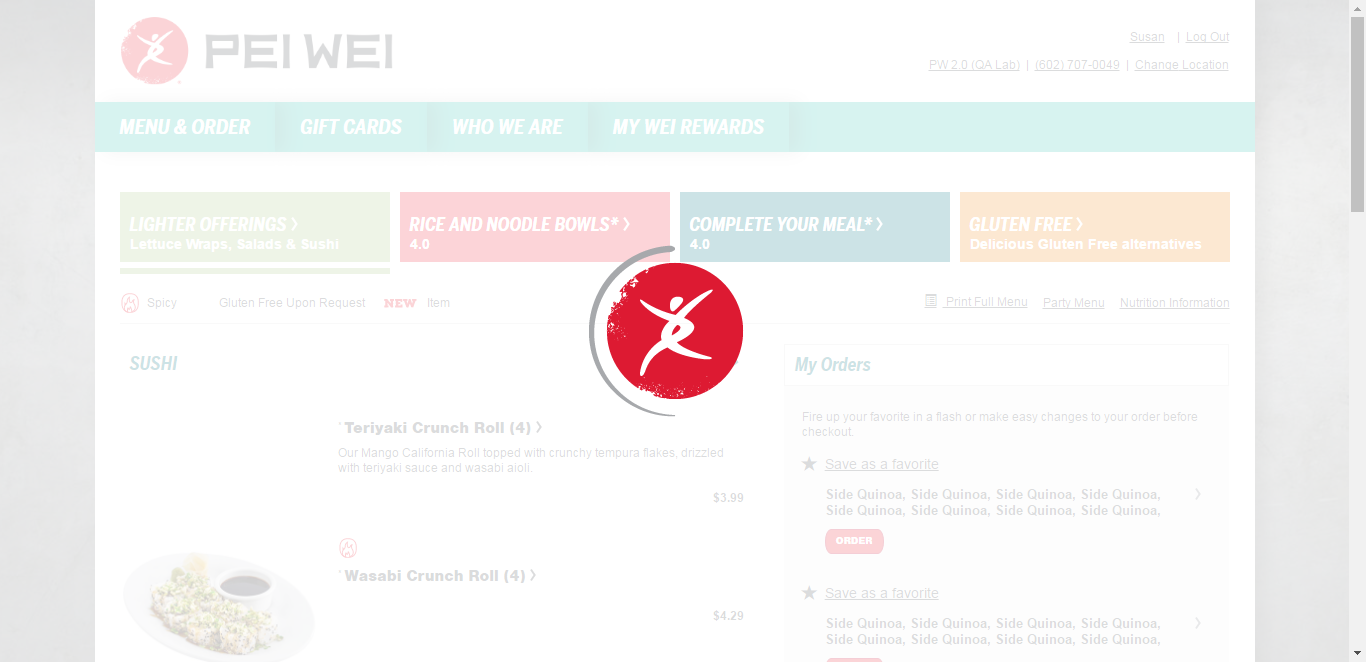 PEI WEI
Susan | Log Out
PW 2.0 (QA Lab) | (602) 707-0049 | Change Location
MENU & ORDER
GIFT CARDS
WHO WE ARE
MY WEI REWARDS
LIGHTER OFFERINGS >
Lettuce Wraps, Salads & Sushi
RICE AND NOODLE BOWLS* >
4.0
COMPLETE YOUR MEAL* >
4.0
GLUTEN FREE >
Delicious Gluten Free alternatives
Spicy
Gluten Free Upon Request
NEW Item
Print Full Menu
Party Menu
Nutrition Information
SUSHI
Teriyaki Crunch Roll (4) >
Our Mango California Roll topped with crunchy tempura flakes, drizzled
with teriyaki sauce and wasabi aioli.
$3.99
Wasabi Crunch Roll (4) >
$4.29
My Orders
Fire up your favorite in a flash or make easy changes to your order before
checkout.
Save as a favorite
Side Quinoa, Side Quinoa, Side Quinoa, Side Quinoa,
Side Quinoa, Side Quinoa, Side Quinoa, Side Quinoa,
ORDER
Save as a favorite
Side Quinoa, Side Quinoa, Side Quinoa, Side Quinoa,
Side Quinoa, Side Quinoa, Side Quinoa, Side Quinoa,